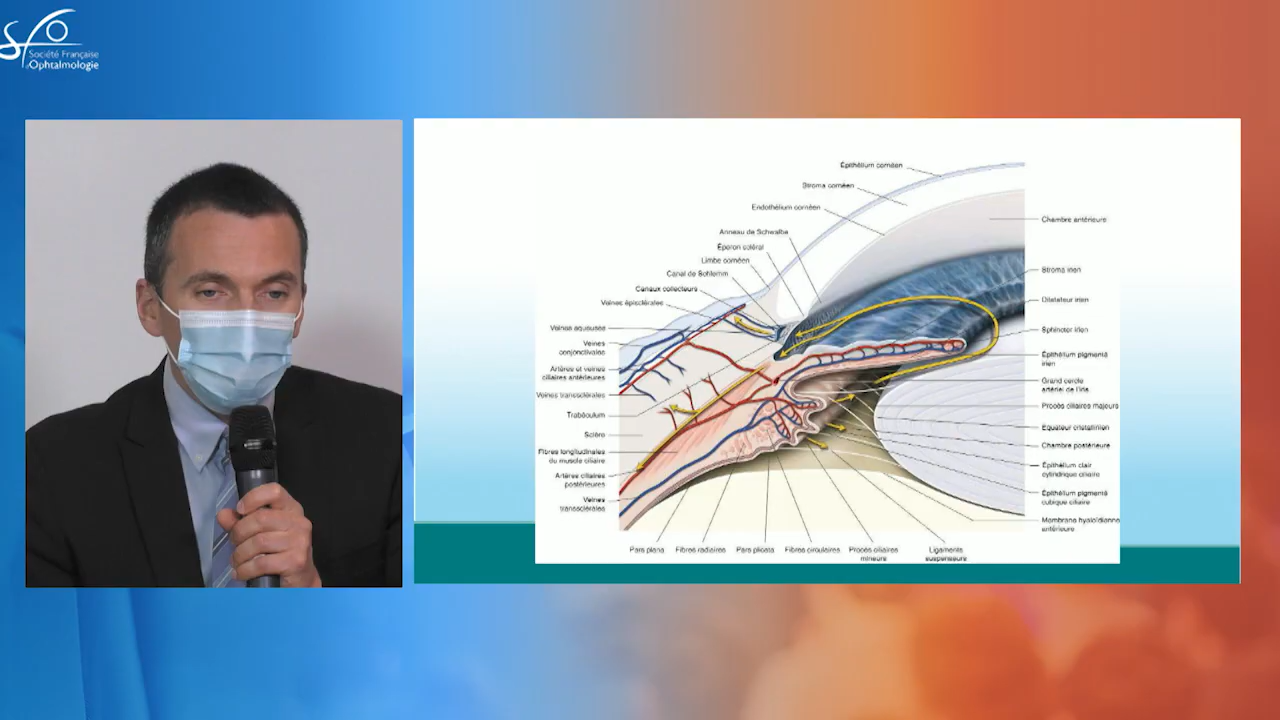 Société Française
d'Ophtalmologie
Épithélium cornéen
Stroma cornéen
Endothélium cornéen
Anneau de Schwalbe
Éperon scléral
Limbe cornéen
Canal de Schlemm
Canaux collecteurs
Veines épisclérales
Veines aqueuses
Veines
conjonctivales
Artères et veines
ciliaires antérieures
Veines transsclérales
Trabéculum
Sclère
Fibres longitudinales
du muscle ciliaire
Artères ciliaires
postérieures
Veines
transsclérales
Chambre antérieure
Stroma irien
Dilatateur irien
Sphincter irien
Épithélium pigmenté
irien
Grand cercle
artériel de l'iris
Procès ciliaires majeurs
Equateur cristallinien
Chambre postérieure
Épithélium clair
cylindrique ciliaire
Épithélium pigmenté
cubique ciliaire
Membrane hyaloïdienne
antérieure
Pars plana
Fibres radiaires
Pars plicata
Fibres circulaires
Procès ciliaires
mineurs
Ligaments
suspenseurs